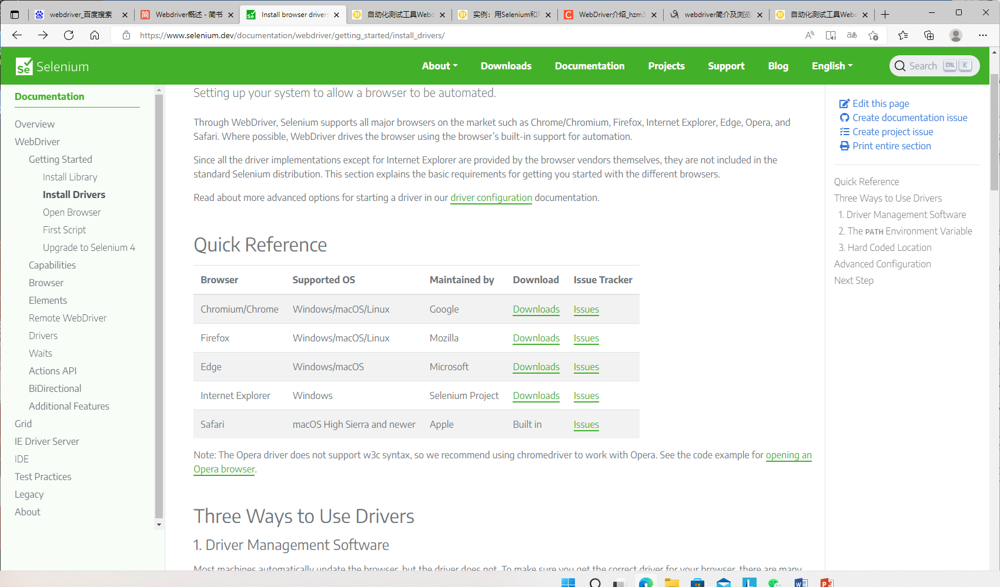 webdriver_百度搜索
Webdriver概述 - 简书
Install browser drivers
自动化测试工具Webd
实例：用Selenium和
WebDriver介绍_hzm3
webdriver简介及浏览
自动化测试工具Webd
https://www.selenium.dev/documentation/webdriver/getting_started/install_drivers/
Se Selenium
About
Downloads
Documentation
Projects
Support
Blog
English
Search CTRL K
Documentation
Overview
WebDriver
Getting Started
Install Library
Install Drivers
Open Browser
First Script
Upgrade to Selenium 4
Capabilities
Browser
Elements
Remote WebDriver
Drivers
Waits
Actions API
BiDirectional
Additional Features
Grid
IE Driver Server
IDE
Test Practices
Legacy
About
Setting up your system to allow a browser to be automated.
Through WebDriver, Selenium supports all major browsers on the market such as Chrome/Chromium, Firefox, Internet Explorer, Edge, Opera, and
Safari. Where possible, WebDriver drives the browser using the browser’s built-in support for automation.
Since all the driver implementations except for Internet Explorer are provided by the browser vendors themselves, they are not included in the
standard Selenium distribution. This section explains the basic requirements for getting you started with the different browsers.
Read about more advanced options for starting a driver in our driver configuration documentation.
Quick Reference
Browser Supported OS Maintained by Download Issue Tracker
Chromium/Chrome Windows/macOS/Linux Google Downloads Issues
Firefox Windows/macOS/Linux Mozilla Downloads Issues
Edge Windows/macOS Microsoft Downloads Issues
Internet Explorer Windows Selenium Project Downloads Issues
Safari macOS High Sierra and newer Apple Built in Issues
Note: The Opera driver does not support w3c syntax, so we recommend using chromedriver to work with Opera. See the code example for opening an
Opera browser.
Three Ways to Use Drivers
1. Driver Management Software
Most machines automatically update the browser, but the driver does not. To make sure you get the correct driver for your browser, there are many
Edit this page
Create documentation issue
Create project issue
Print entire section
Quick Reference
Three Ways to Use Drivers
1. Driver Management Software
2. The PATH Environment Variable
3. Hard Coded Location
Advanced Configuration
Next Step